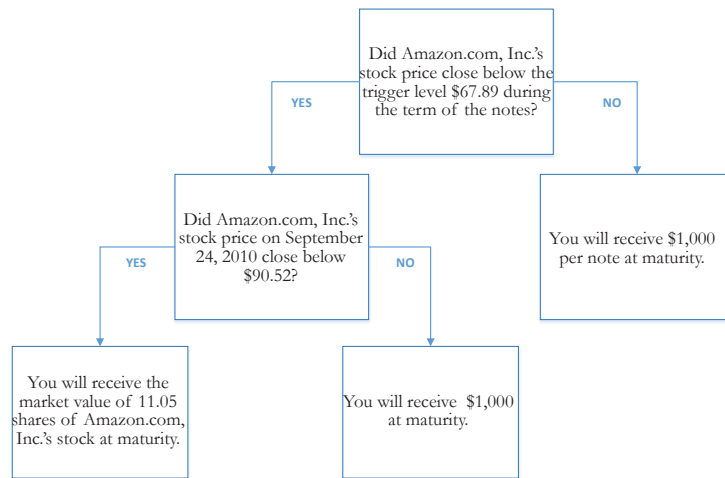 Did Amazon.com, Inc.'s
stock price close below the
trigger level $67.89 during
the term of the notes?
YES
NO
Did Amazon.com, Inc.'s
stock price on September
24, 2010 close below
$90.52?
You will receive $1,000
per note at maturity.
YES
NO
You will receive the
market value of 11.05
shares of Amazon.com,
Inc.'s stock at maturity.
You will receive $1,000
at maturity.